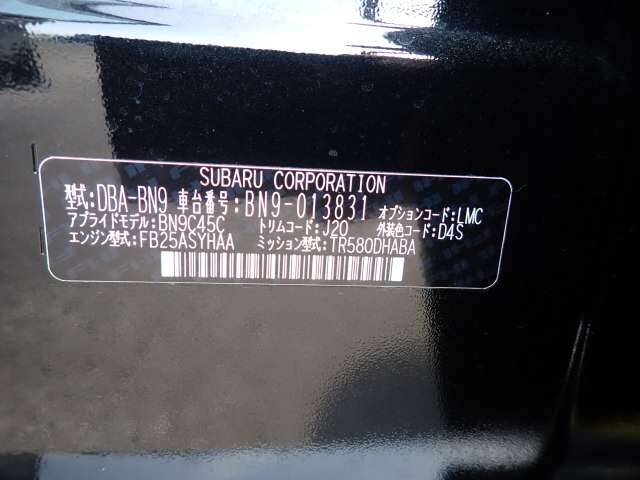 SUBARU CORPORATION
型式:DBA-BN9 車台番号:BN9-013831 オプションコード:LMC
アプライドモデル:BN9C45C トリムコード:J20 外装色コード:D4S
エンジン型式:FB25ASYHAA ミッション型式:TR580DHABA